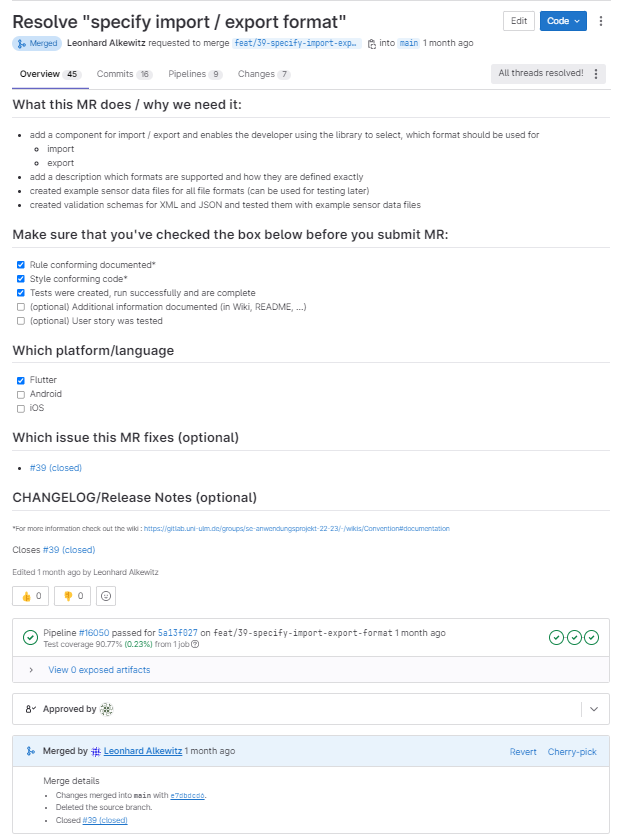 Resolve "specify import / export format"
Edit
Code
Merged Leonhard Alkewitz requested to merge feat/39-specify-import-exp… into main 1 month ago
Overview 45 Commits 16 Pipelines 9 Changes 7
All threads resolved!
What this MR does / why we need it:
add a component for import / export and enables the developer using the library to select, which format should be used for
import
export
add a description which formats are supported and how they are defined exactly
created example sensor data files for all file formats (can be used for testing later)
created validation schemas for XML and JSON and tested them with example sensor data files
Make sure that you've checked the box below before you submit MR:
Rule conforming documented*
Style conforming code*
Tests were created, run successfully and are complete
(optional) Additional information documented (in Wiki, README, ...)
(optional) User story was tested
Which platform/language
Flutter
Android
iOS
Which issue this MR fixes (optional)
#39 (closed)
CHANGELOG/Release Notes (optional)
*For more information check out the wiki : https://gitlab.uni-ulm.de/groups/se-anwendungsprojekt-22-23/-/wikis/Convention#documentation
Closes #39 (closed)
Edited 1 month ago by Leonhard Alkewitz
0
0
Pipeline #16050 passed for 5a13f027 on feat/39-specify-import-export-format 1 month ago
Test coverage 90.77% (0.23%) from 1 job
View 0 exposed artifacts
Approved by
Merged by Leonhard Alkewitz 1 month ago
Revert Cherry-pick
Merge details
Changes merged into main with e7dbdcd6.
Deleted the source branch.
Closed #39 (closed)